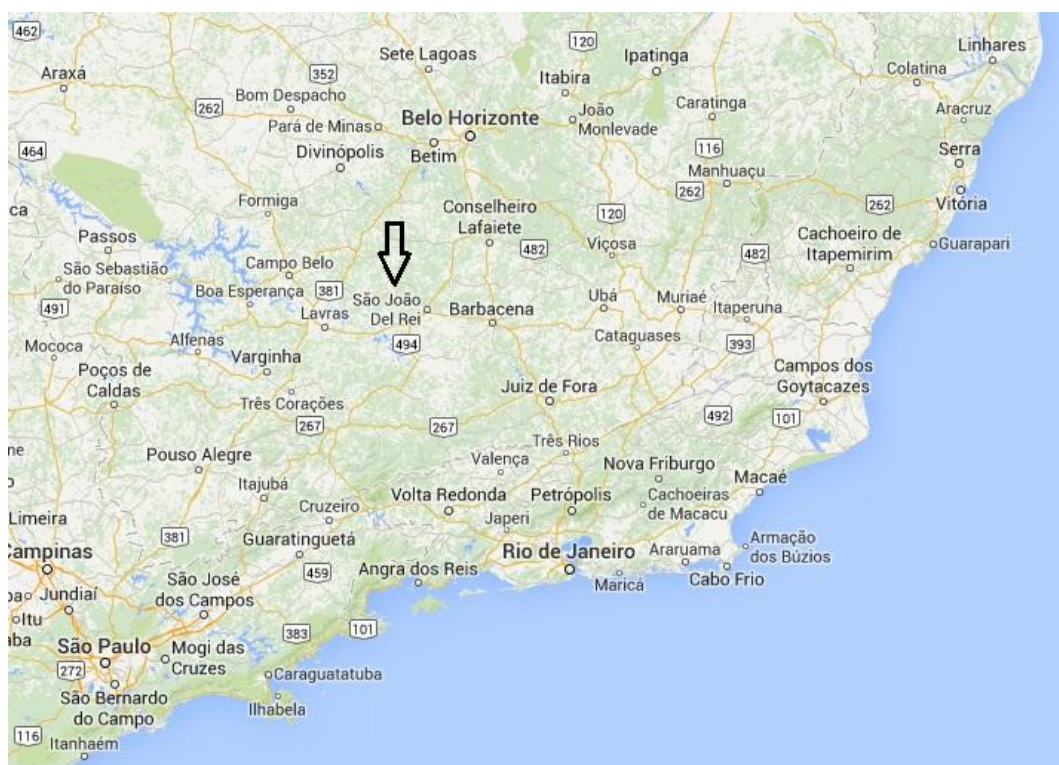 462
Araxá
Sete Lagoas
120
Ipatinga
Linhares
Colatina
352
Itabira
Bom Despacho
262
Caratinga
Aracruz
Pará de Minas
Belo Horizonte
João
Monlevade
464
Divinópolis
Betim
116
Serra
Manhuaçu
262
Vitória
ca
Formiga
Conselheiro
Lafaiete
120
262
Passos
482
Viçosa
Cachoeiro de
Itapemirim
482
Guarapari
São Sebastião
do Paraíso
Campo Belo
381
Boa Esperança
São João
Del Rei
491
Lavras
Barbacena
Ubá
Muriaé
Itaperuna
Mococa
Alfenas
494
Cataguases
393
Varginha
Poços de
Caldas
Campos dos
Goytacazes
Juiz de Fora
Três Corações
267
267
492
101
ne
Pouso Alegre
Três Rios
Valença
Nova Friburgo
Macaé
Itajubá
Cruzeiro
Volta Redonda
Petrópolis
Cachoeiras
de Macacu
Limeira
Japeri
381
Guaratinguetá
Campinas
459
Rio de Janeiro
Araruama
Armação
dos Búzios
Angra dos Reis
Maricá
Cabo Frio
São José
dos Campos
Jundiaí
Itu
aba
383
101
São Paulo
Mogi das
Cruzes
272
Caraguatatuba
São Bernardo
do Campo
Ilhabela
116
Itanhaém